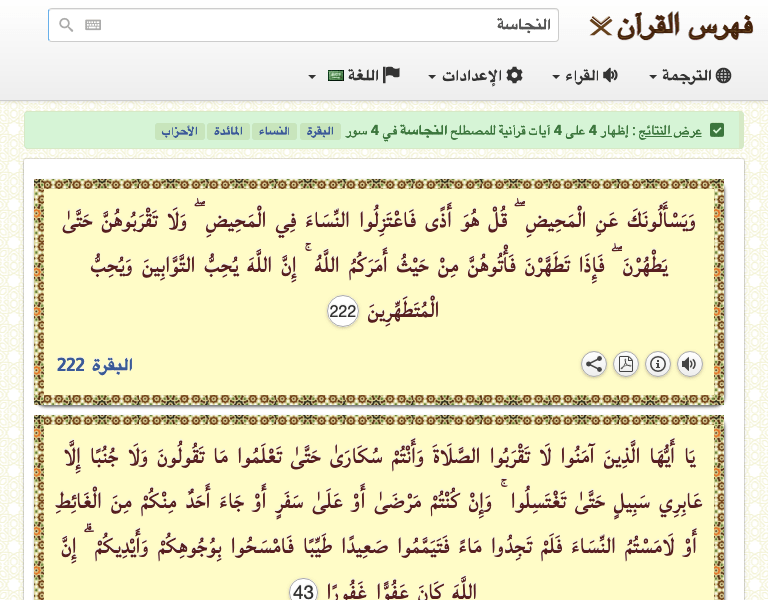 فهرس القرآن
النجاسة
الترجمة القراء الإعدادات اللغة
عرض النتائج : إظهار 4 على 4 آيات قرآنية للمصطلح النجاسة في 4 سور البقرة النساء المائدة الأحزاب
وَيَسْأَلُونَكَ عَنِ الْمَحِيضِ ۖ قُلْ هُوَ أَذًى فَاعْتَزِلُوا النِّسَاءَ فِي الْمَحِيضِ ۖ وَلَا تَقْرَبُوهُنَّ حَتَّىٰ
يَطْهُرْنَ ۖ فَإِذَا تَطَهَّرْنَ فَأْتُوهُنَّ مِنْ حَيْثُ أَمَرَكُمُ اللَّهُ ۚ إِنَّ اللَّهَ يُحِبُّ التَّوَّابِينَ وَيُحِبُّ
الْمُتَطَهِّرِينَ 222
البقرة 222
يَا أَيُّهَا الَّذِينَ آمَنُوا لَا تَقْرَبُوا الصَّلَاةَ وَأَنْتُمْ سُكَارَىٰ حَتَّىٰ تَعْلَمُوا مَا تَقُولُونَ وَلَا جُنُبًا إِلَّا
عَابِرِي سَبِيلٍ حَتَّىٰ تَغْتَسِلُوا ۚ وَإِنْ كُنْتُمْ مَرْضَىٰ أَوْ عَلَىٰ سَفَرٍ أَوْ جَاءَ أَحَدٌ مِنْكُمْ مِنَ الْغَائِطِ
أَوْ لَامَسْتُمُ النِّسَاءَ فَلَمْ تَجِدُوا مَاءً فَتَيَمَّمُوا صَعِيدًا طَيِّبًا فَامْسَحُوا بِوُجُوهِكُمْ وَأَيْدِيكُمْ ۗ إِنَّ
اللَّهَ كَانَ عَفُوًّا غَفُورًا 43